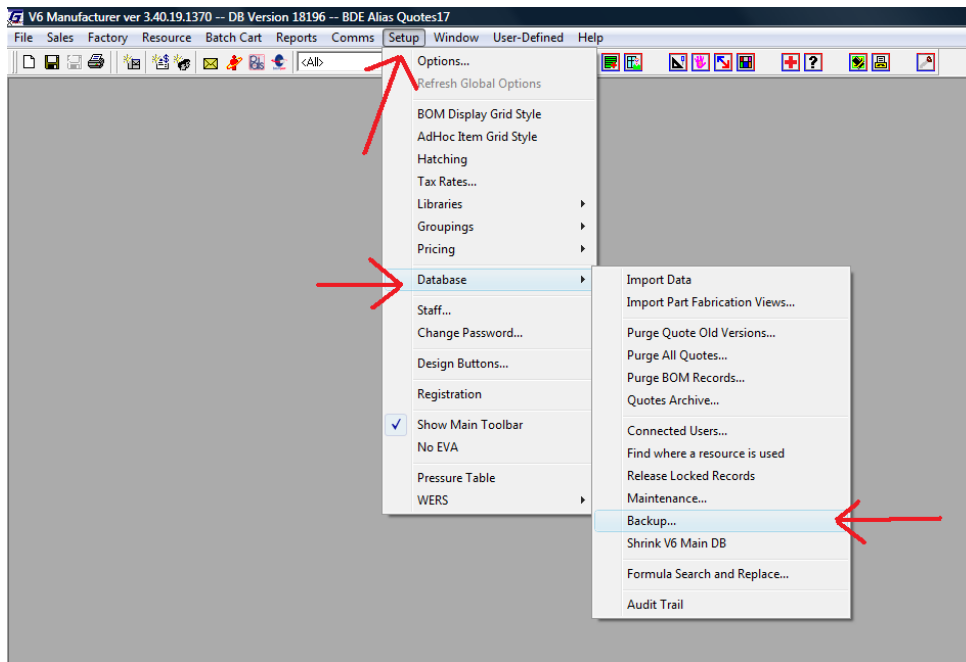 V6 Manufacturer ver 3.40.19.1370 -- DB Version 18196 -- BDE Alias Quotes17
File Sales Factory Resource Batch Cart Reports Comms Setup Window User-Defined Help
<All>
Options...
Refresh Global Options
BOM Display Grid Style
AdHoc Item Grid Style
Hatching
Tax Rates...
Libraries
Groupings
Pricing
Database
Staff...
Change Password...
Design Buttons...
Registration
Show Main Toolbar
No EVA
Pressure Table
WERS
Import Data
Import Part Fabrication Views...
Purge Quote Old Versions...
Purge All Quotes...
Purge BOM Records...
Quotes Archive...
Connected Users...
Find where a resource is used
Release Locked Records
Maintenance...
Backup...
Shrink V6 Main DB
Formula Search and Replace...
Audit Trail